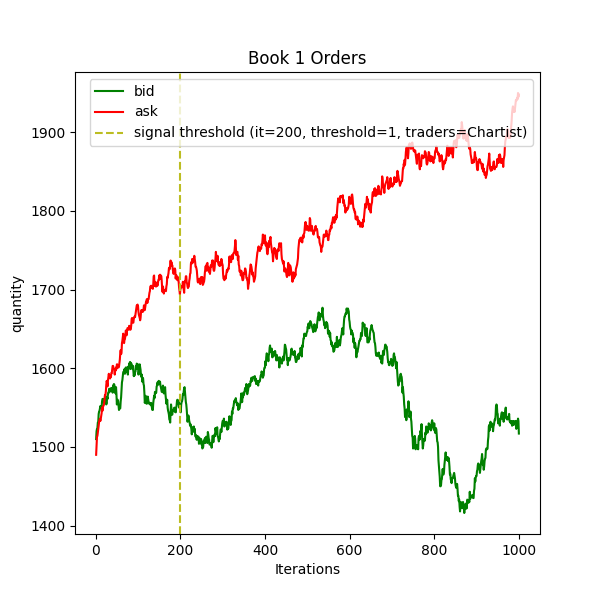 Book 1 Orders
bid
ask
signal threshold (it=200, threshold=1, traders=Chartist)
quantity
1900
1800
1700
1600
1500
1400
0 200 400 600 800 1000
Iterations